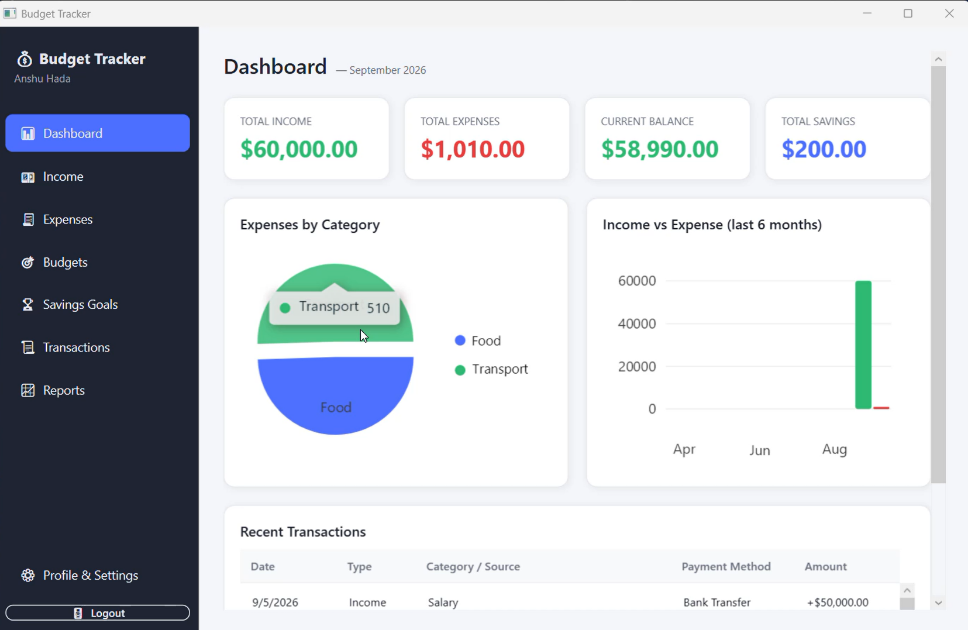 Budget Tracker
Budget Tracker
Anshu Hada
Dashboard
Income
Expenses
Budgets
Savings Goals
Transactions
Reports
Profile & Settings
Logout
Dashboard — September 2026
TOTAL INCOME
$60,000.00
TOTAL EXPENSES
$1,010.00
CURRENT BALANCE
$58,990.00
TOTAL SAVINGS
$200.00
Expenses by Category
Transport 510
Food
Food
Transport
Income vs Expense (last 6 months)
60000
40000
20000
0
Apr Jun Aug
Recent Transactions
Date Type Category / Source Payment Method Amount
9/5/2026 Income Salary Bank Transfer +$50,000.00